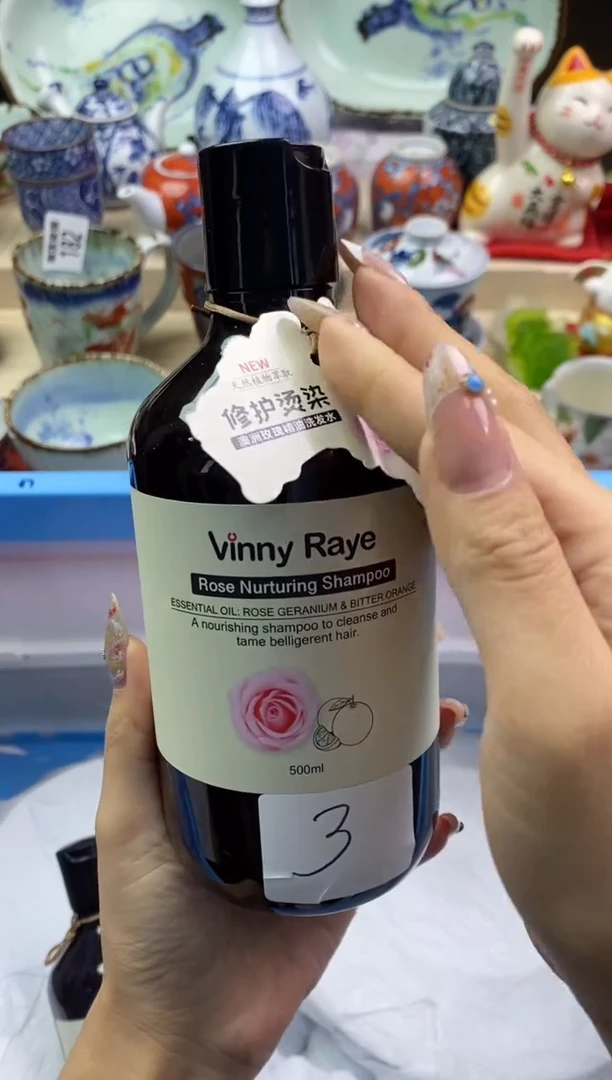 132
NEW
天然植物萃取
修护烫染
澳洲玫瑰精油洗发水
Vinny Raye
Rose Nurturing Shampoo
ESSENTIAL OIL: ROSE GERANIUM & BITTER ORANGE
A nourishing shampoo to cleanse and
tame belligerent hair.
500ml
3